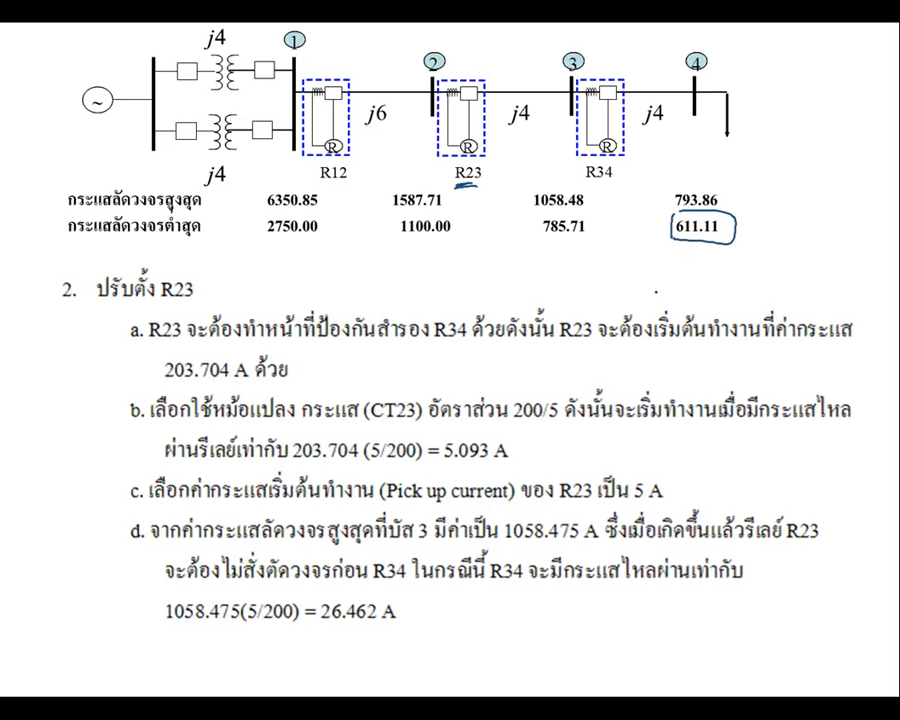 j4
1
2
3
4
~
j6
j4
j4
R
R
R
j4
R12
R23
R34
กระแสลัดวงจรสูงสุด 6350.85 1587.71 1058.48 793.86
กระแสลัดวงจรต่ำสุด 2750.00 1100.00 785.71 611.11
2. ปรับตั้ง R23
a. R23 จะต้องทำหน้าที่ป้องกันสำรอง R34 ด้วยดังนั้น R23 จะต้องเริ่มต้นทำงานที่ค่ากระแส
203.704 A ด้วย
b. เลือกใช้หม้อแปลง กระแส (CT23) อัตราส่วน 200/5 ดังนั้นจะเริ่มทำงานเมื่อมีกระแสไหล
ผ่านรีเลย์เท่ากับ 203.704 (5/200) = 5.093 A
c. เลือกค่ากระแสเริ่มต้นทำงาน (Pick up current) ของ R23 เป็น 5 A
d. จากค่ากระแสลัดวงจรสูงสุดที่บัส 3 มีค่าเป็น 1058.475 A ซึ่งเมื่อเกิดขึ้นแล้วรีเลย์ R23
จะต้องไม่สั่งตัดวงจรก่อน R34 ในกรณีนี้ R34 จะมีกระแสไหลผ่านเท่ากับ
1058.475(5/200) = 26.462 A